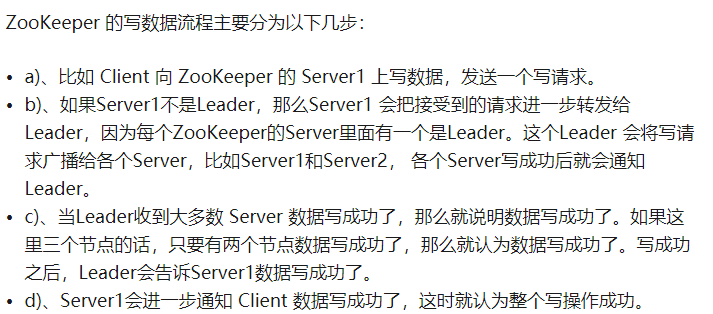 ZooKeeper 的写数据流程主要分为以下几步：
• a)、比如 Client 向 ZooKeeper 的 Server1 上写数据，发送一个写请求。
• b)、如果Server1不是Leader，那么Server1 会把接受到的请求进一步转发给
Leader，因为每个ZooKeeper的Server里面有一个是Leader。这个Leader 会将写请
求广播给各个Server，比如Server1和Server2， 各个Server写成功后就会通知
Leader。
• c)、当Leader收到大多数 Server 数据写成功了，那么就说明数据写成功了。如果这
里三个节点的话，只要有两个节点数据写成功了，那么就认为数据写成功了。写成功
之后，Leader会告诉Server1数据写成功了。
• d)、Server1会进一步通知 Client 数据写成功了，这时就认为整个写操作成功。